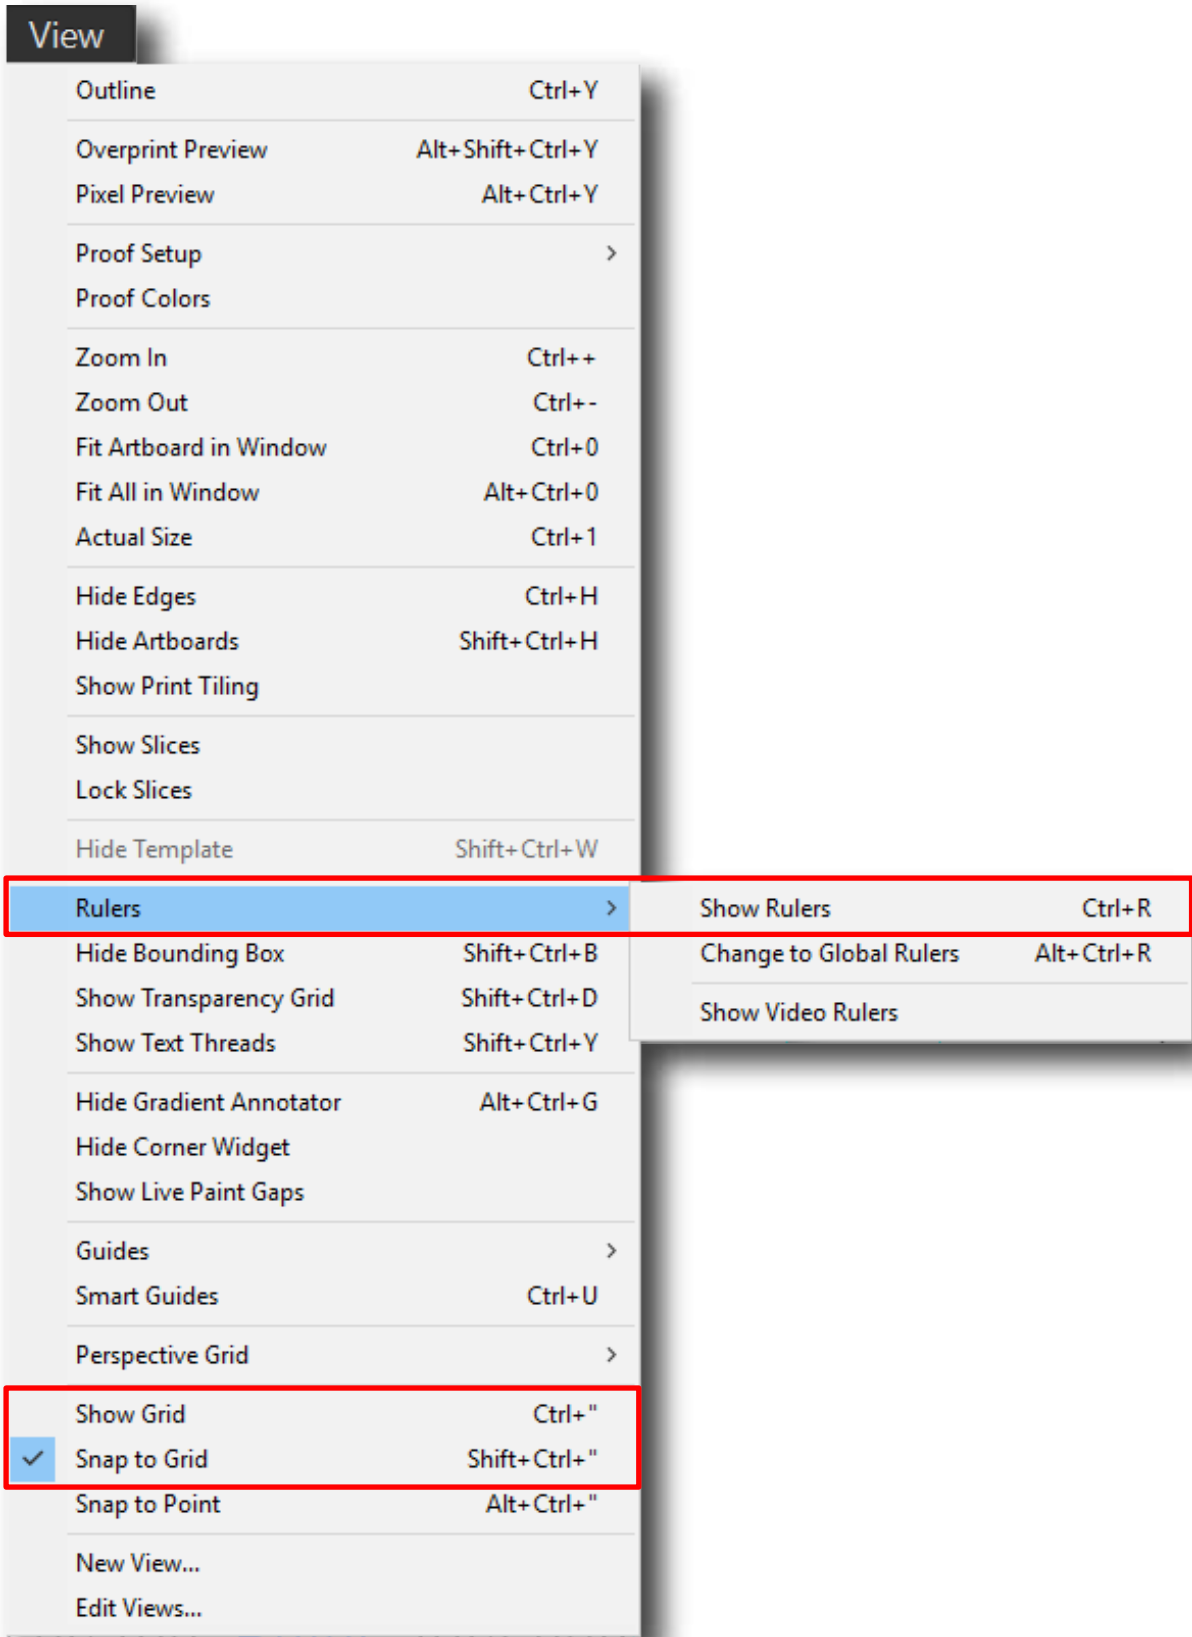 View
Outline Ctrl+Y
Overprint Preview Alt+Shift+Ctrl+Y
Pixel Preview Alt+Ctrl+Y
Proof Setup >
Proof Colors
Zoom In Ctrl++
Zoom Out Ctrl+-
Fit Artboard in Window Ctrl+0
Fit All in Window Alt+Ctrl+0
Actual Size Ctrl+1
Hide Edges Ctrl+H
Hide Artboards Shift+Ctrl+H
Show Print Tiling
Show Slices
Lock Slices
Hide Template Shift+Ctrl+W
Rulers > Show Rulers Ctrl+R
Hide Bounding Box Shift+Ctrl+B Change to Global Rulers Alt+Ctrl+R
Show Transparency Grid Shift+Ctrl+D
Show Video Rulers
Show Text Threads Shift+Ctrl+Y
Hide Gradient Annotator Alt+Ctrl+G
Hide Corner Widget
Show Live Paint Gaps
Guides >
Smart Guides Ctrl+U
Perspective Grid >
Show Grid Ctrl+"
Snap to Grid Shift+Ctrl+"
Snap to Point Alt+Ctrl+"
New View...
Edit Views...